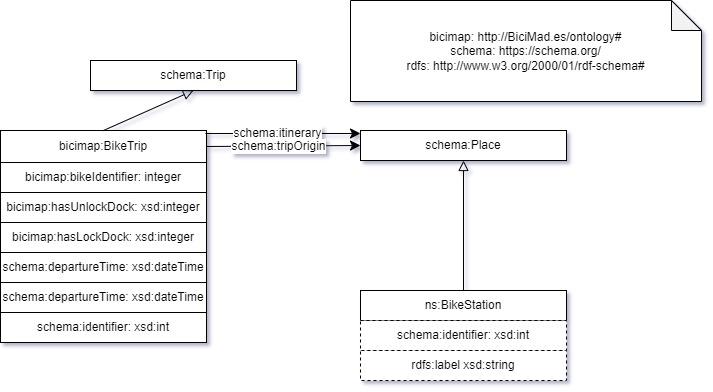 bicimap: http://BiciMad.es/ontology#
schema: https://schema.org/
rdfs: http://www.w3.org/2000/01/rdf-schema#
schema:Trip
bicimap:BikeTrip
schema:itinerary
schema:tripOrigin
schema:Place
bicimap:bikeIdentifier: integer
bicimap:hasUnlockDock: xsd:integer
bicimap:hasLockDock: xsd:integer
schema:departureTime: xsd:dateTime
schema:departureTime: xsd:dateTime
schema:identifier: xsd:int
ns:BikeStation
schema:identifier: xsd:int
rdfs:label xsd:string